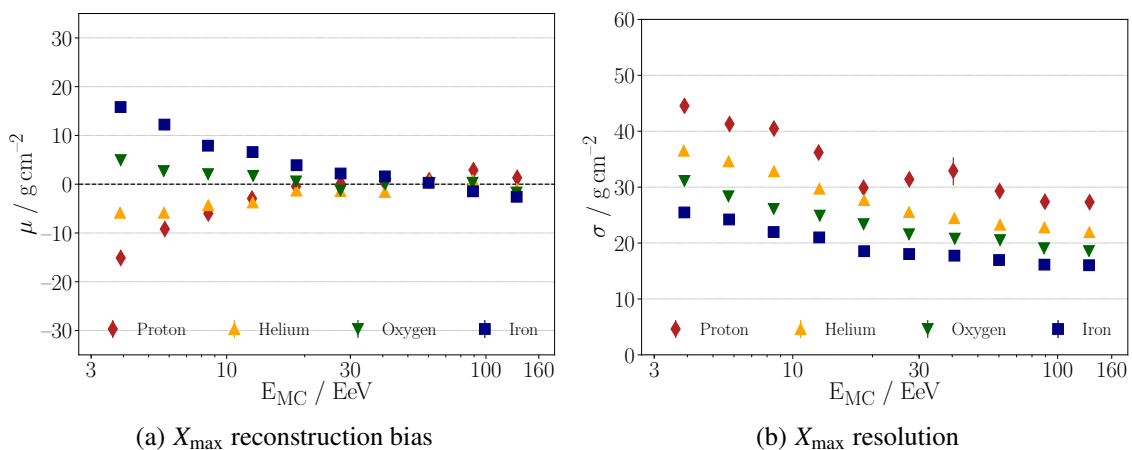 30
20
10
0
−10
−20
−30
μ / g cm−2
Proton
Helium
Oxygen
Iron
3
10
30
100
160
EMC / EeV
(a) Xmax reconstruction bias
60
50
40
30
20
10
0
σ / g cm−2
Proton
Helium
Oxygen
Iron
3
10
30
100
160
EMC / EeV
(b) Xmax resolution